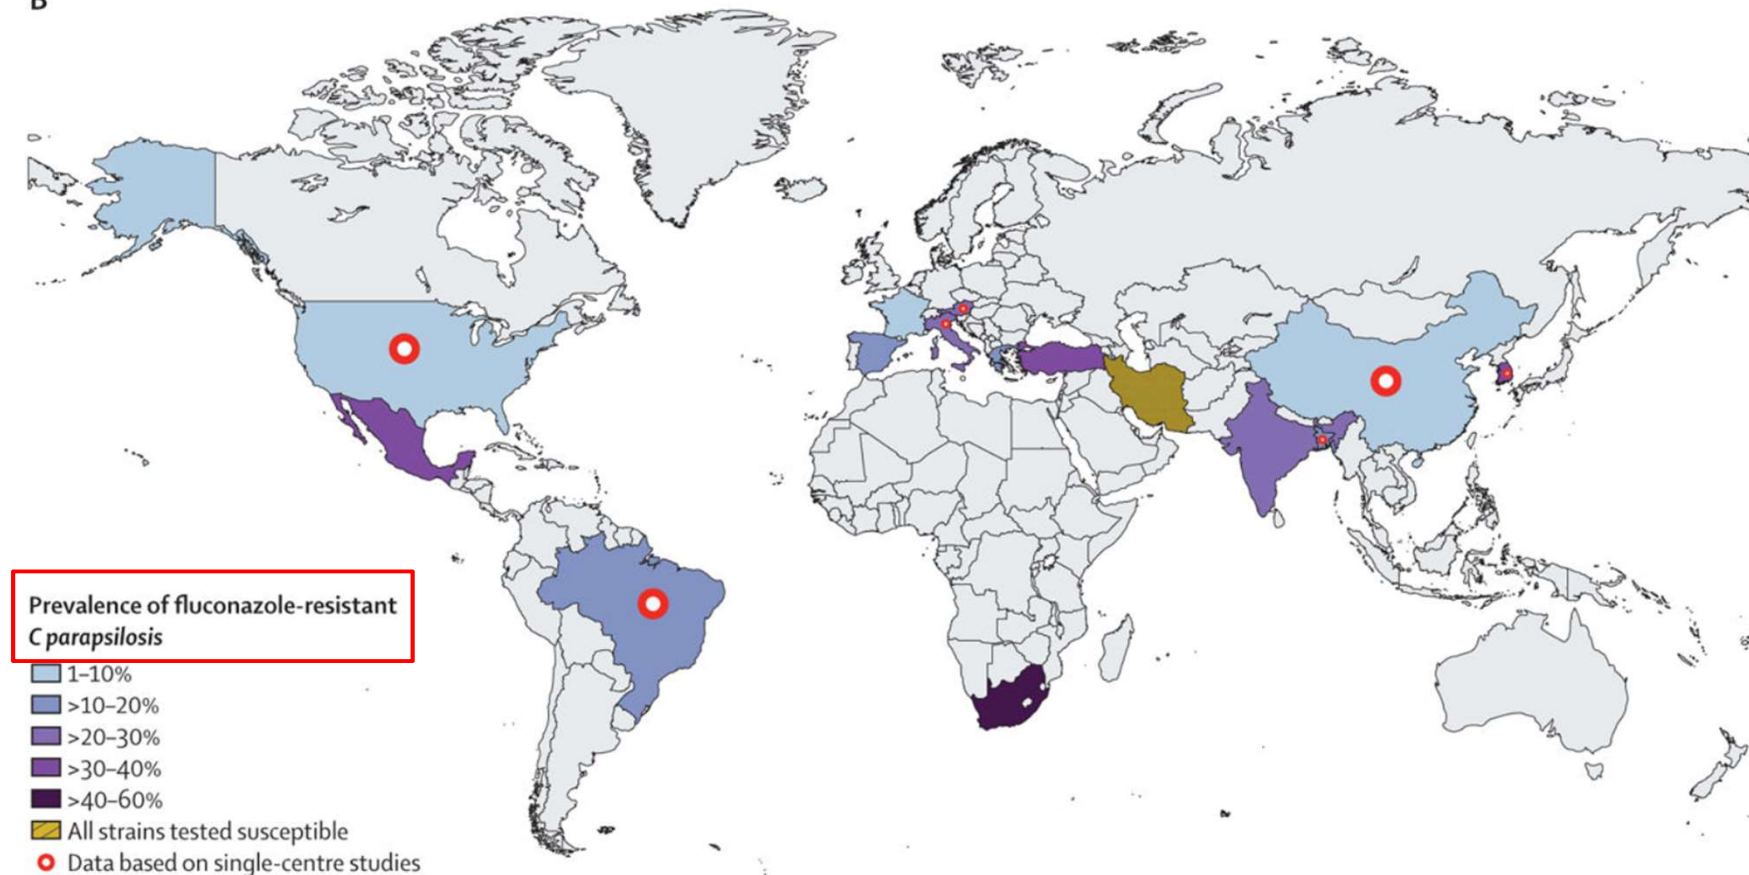 B
Prevalence of fluconazole-resistant
C parapsilosis
1–10%
>10–20%
>20–30%
>30–40%
>40–60%
All strains tested susceptible
Data based on single-centre studies